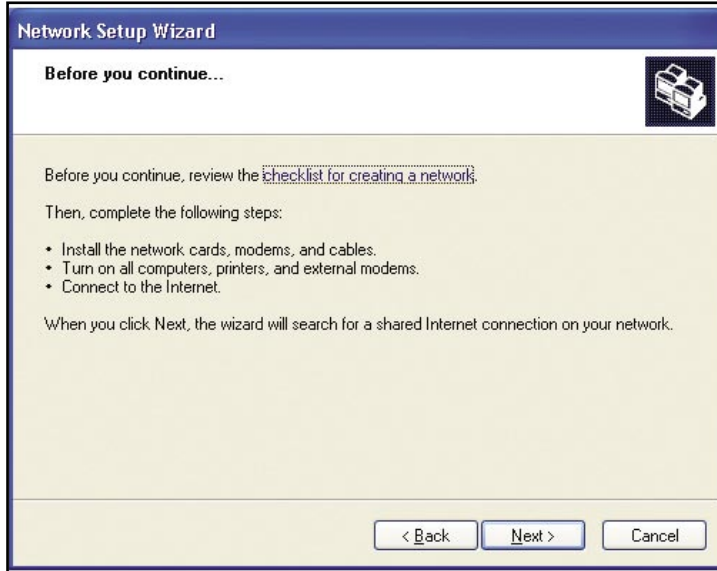 Network Setup Wizard
Before you continue...
Before you continue, review the checklist for creating a network.
Then, complete the following steps:
• Install the network cards, modems, and cables.
• Turn on all computers, printers, and external modems.
• Connect to the Internet.
When you click Next, the wizard will search for a shared Internet connection on your network.
< Back
Next >
Cancel